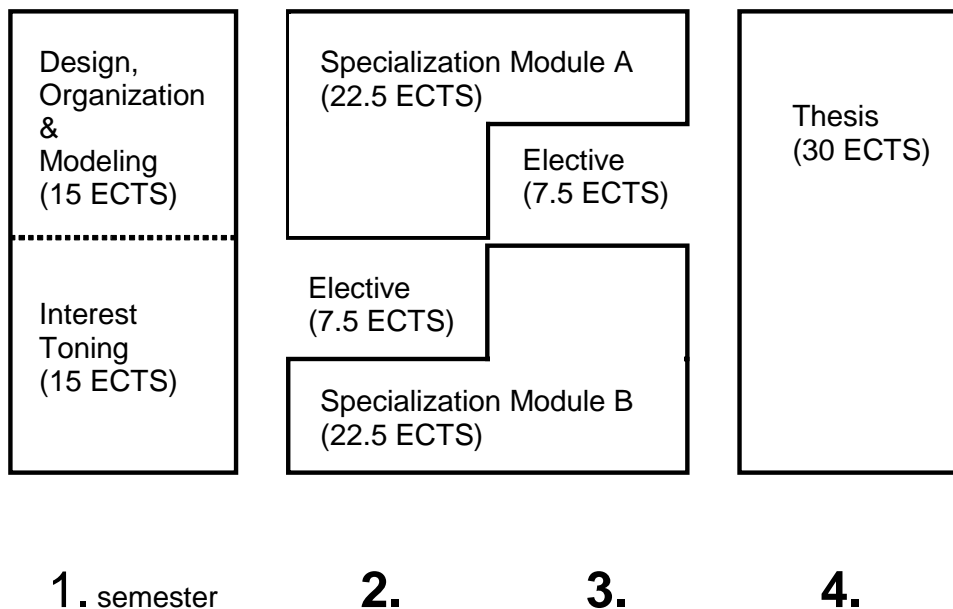 Design,
Organization
&
Modeling
(15 ECTS)
Interest
Toning
(15 ECTS)
Specialization Module A
(22.5 ECTS)
Elective
(7.5 ECTS)
Elective
(7.5 ECTS)
Specialization Module B
(22.5 ECTS)
Thesis
(30 ECTS)
1. semester
2.
3.
4.